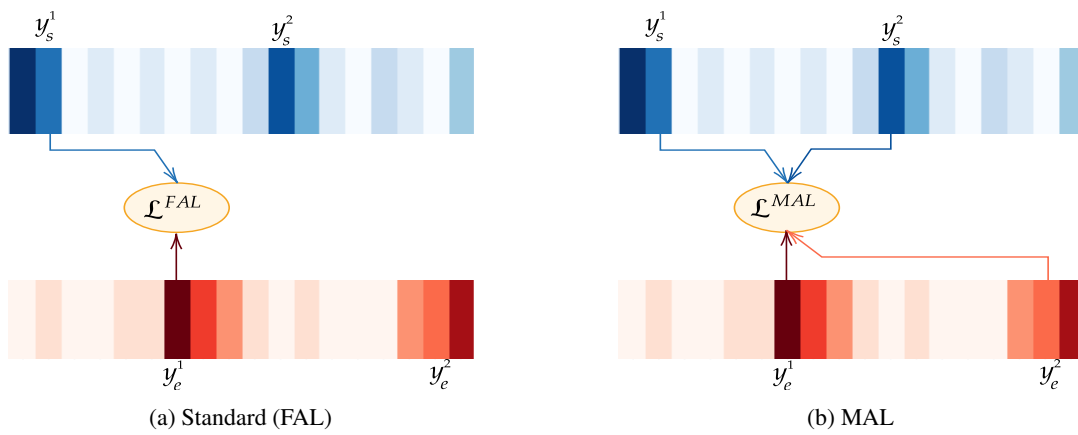 y_s^1 y_s^2 y_s^1 y_s^2
𝕷^{FAL} 𝕷^{MAL}
y_e^1 y_e^2 y_e^1 y_e^2
(a) Standard (FAL) (b) MAL